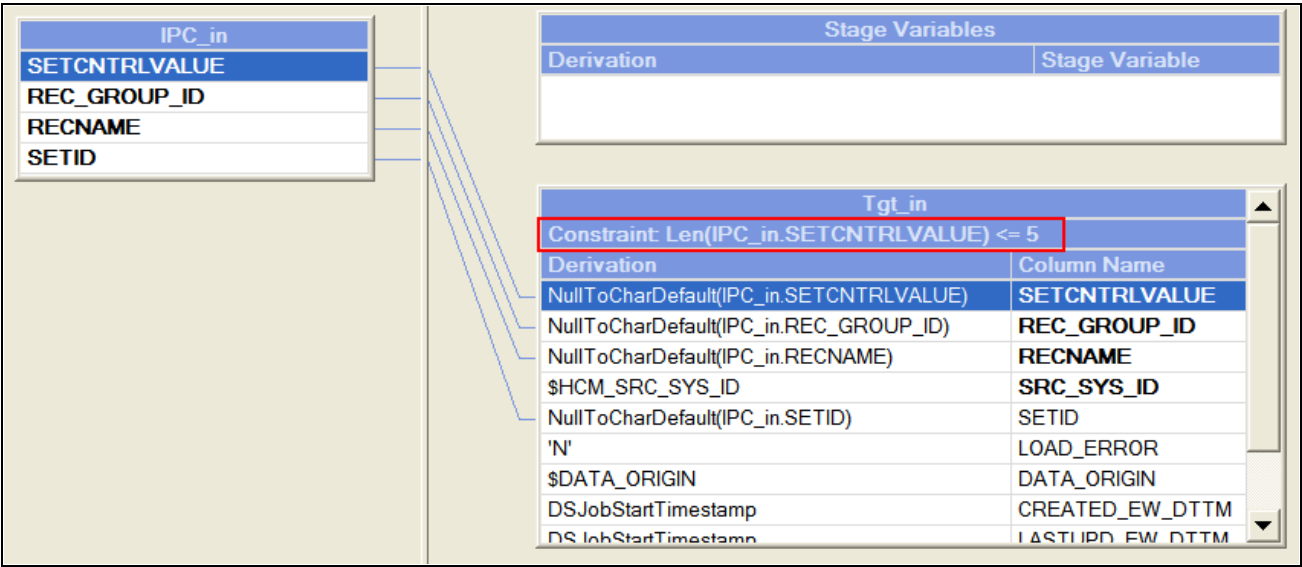 IPC_in
SETCNTRLVALUE
REC_GROUP_ID
RECNAME
SETID
Stage Variables
Derivation Stage Variable
Tgt_in
Constraint: Len(IPC_in.SETCNTRLVALUE) <= 5
Derivation Column Name
NullToCharDefault(IPC_in.SETCNTRLVALUE) SETCNTRLVALUE
NullToCharDefault(IPC_in.REC_GROUP_ID) REC_GROUP_ID
NullToCharDefault(IPC_in.RECNAME) RECNAME
$HCM_SRC_SYS_ID SRC_SYS_ID
NullToCharDefault(IPC_in.SETID) SETID
'N' LOAD_ERROR
$DATA_ORIGIN DATA_ORIGIN
DSJobStartTimestamp CREATED_EW_DTTM
DSJobStartTimestamp LASTUPD_EW_DTTM